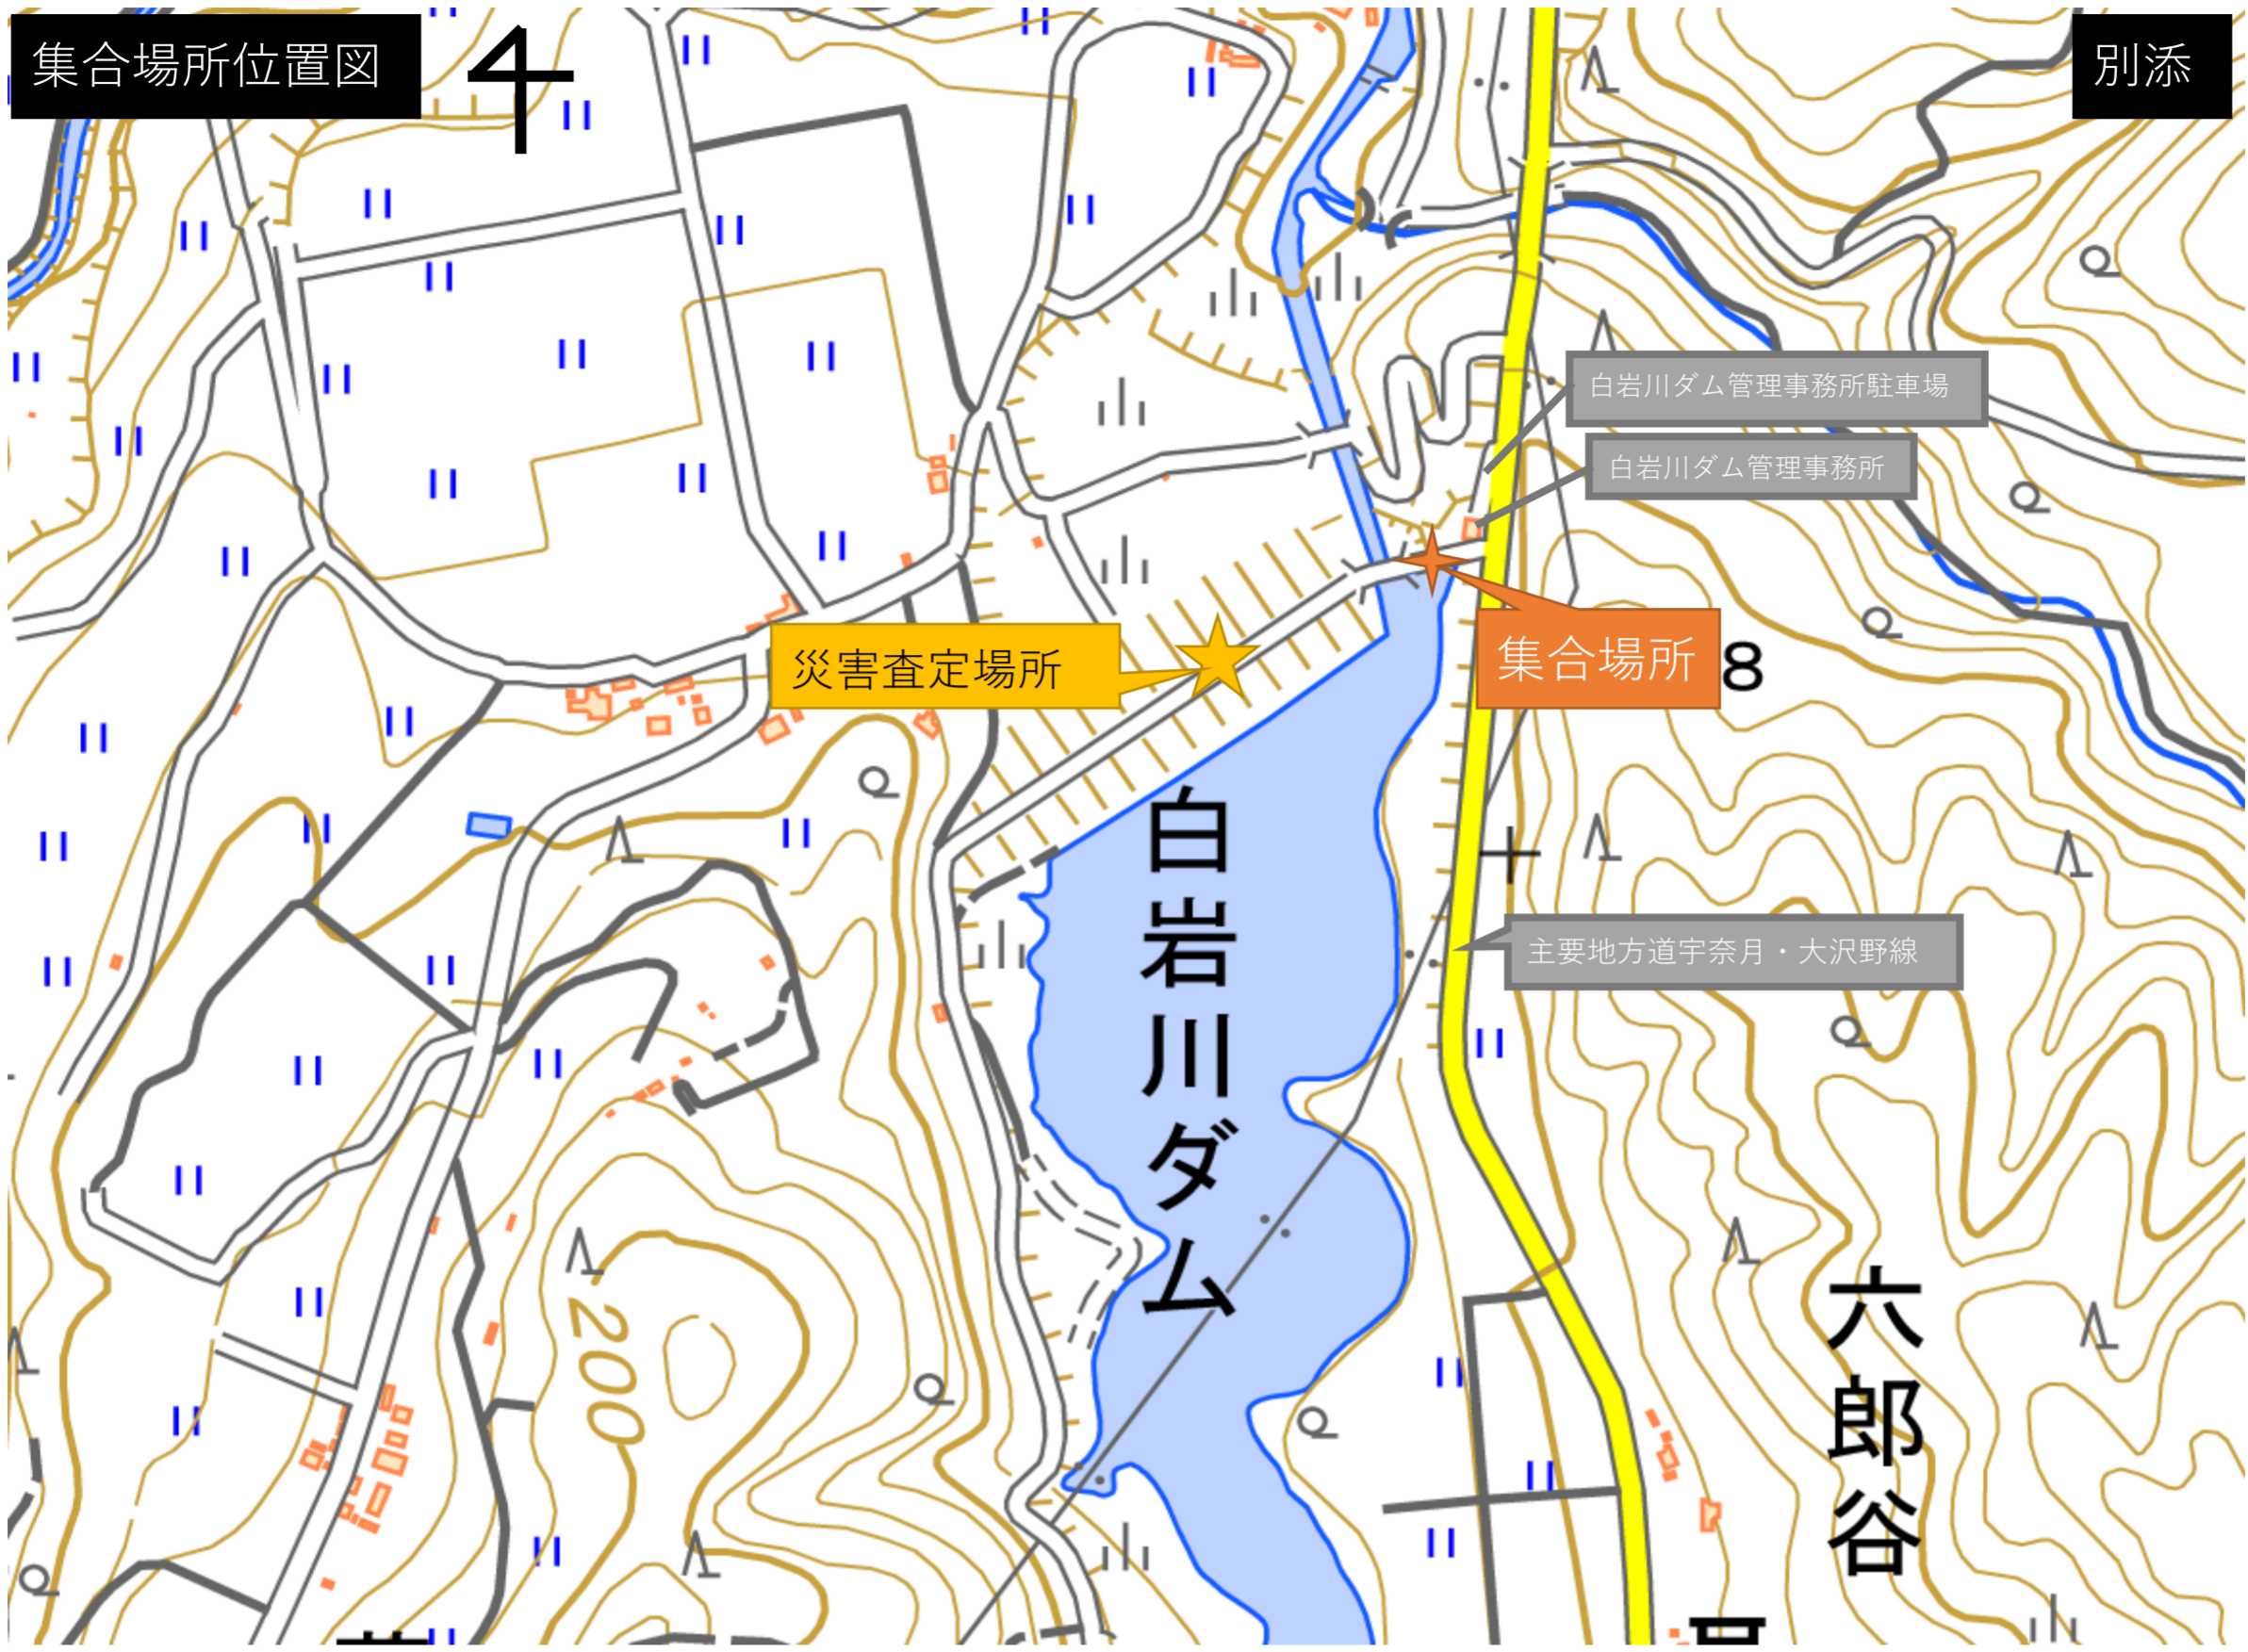 集合場所位置図
別添
白岩川ダム管理事務所駐車場
白岩川ダム管理事務所
災害査定場所
集合場所
8
白岩川ダム
主要地方道宇奈月・大沢野線
200
六郎谷